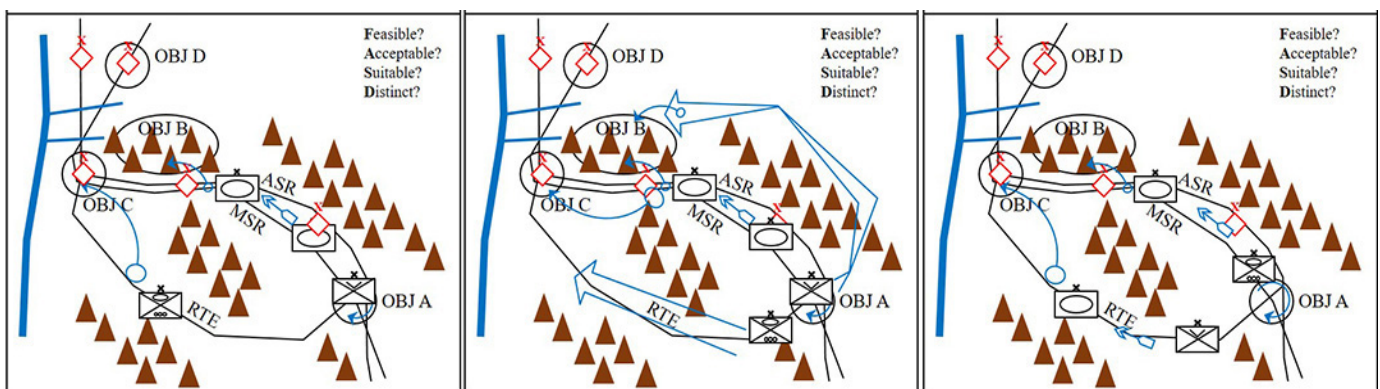 Feasible?
Acceptable?
Suitable?
Distinct?
OBJ D
OBJ B
ASR
OBJ C
MSR
OBJ A
RTE
Feasible?
Acceptable?
Suitable?
Distinct?
OBJ D
OBJ B
ASR
OBJ C
MSR
OBJ A
RTE
Feasible?
Acceptable?
Suitable?
Distinct?
OBJ D
OBJ B
ASR
OBJ C
MSR
OBJ A
RTE